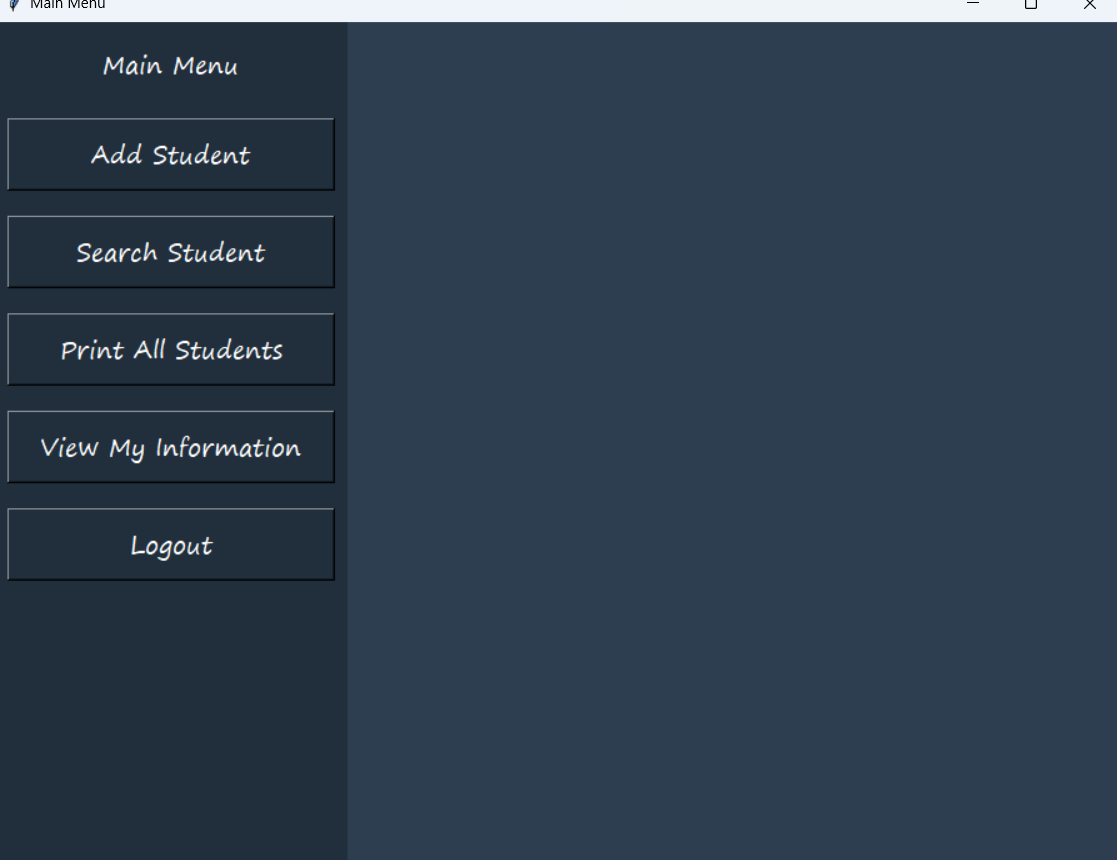 Main Menu
Main Menu
Add Student
Search Student
Print All Students
View My Information
Logout